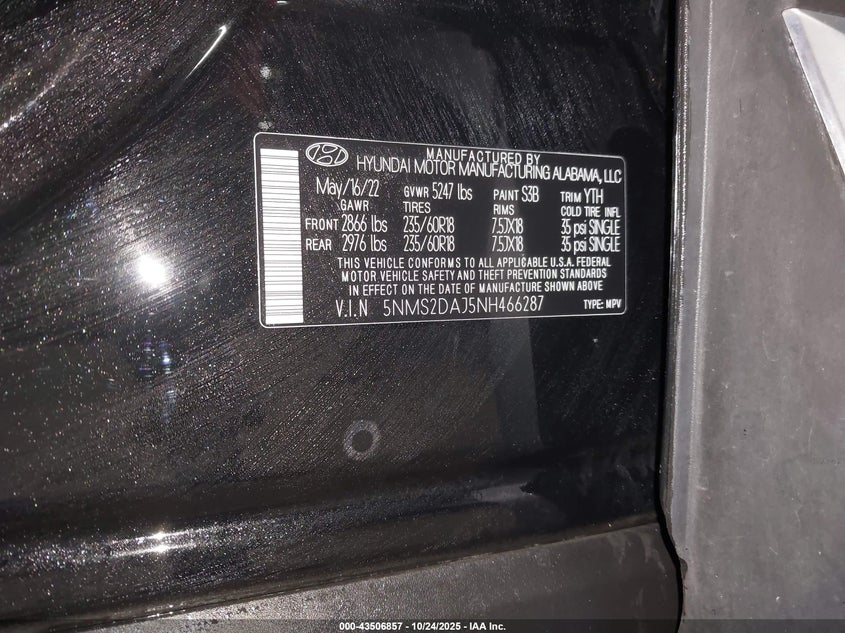 MANUFACTURED BY
HYUNDAI MOTOR MANUFACTURING ALABAMA, LLC
May/16/22 GVWR 5247 lbs PAINT S3B TRIM YTH
GAWR TIRES RIMS COLD TIRE INFL
FRONT 2866 lbs 235/60R18 7.5JX18 35 psi SINGLE
REAR 2976 lbs 235/60R18 7.5JX18 35 psi SINGLE
THIS VEHICLE CONFORMS TO ALL APPLICABLE U.S.A. FEDERAL
MOTOR VEHICLE SAFETY AND THEFT PREVENTION STANDARDS
IN EFFECT ON THE DATE OF MANUFACTURE SHOWN ABOVE
V.I.N 5NMS2DAJ5NH466287 TYPE: MPV
000-43506857 - 10/24/2025 - IAA Inc.